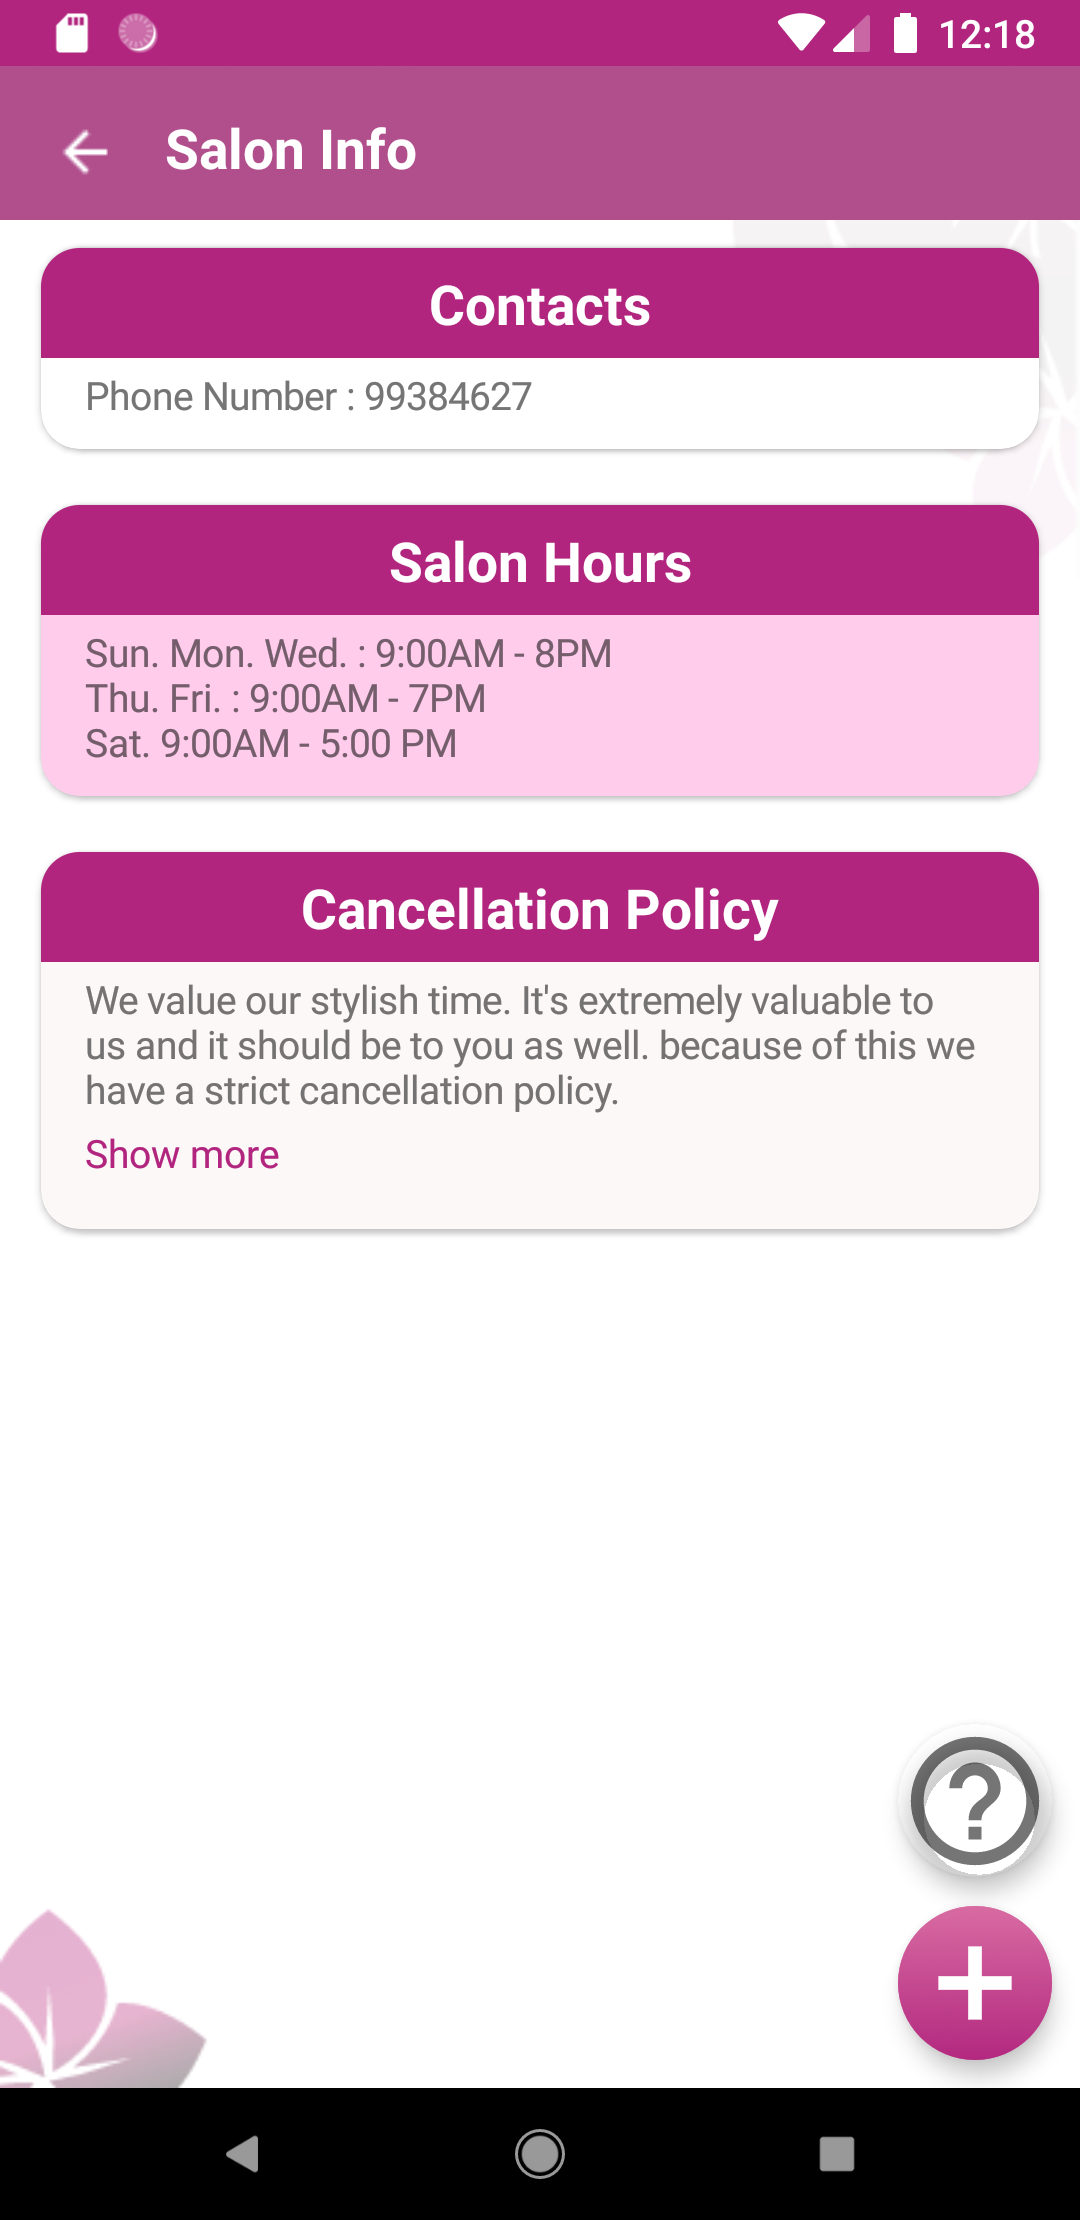 12:18
Salon Info
Contacts
Phone Number : 99384627
Salon Hours
Sun. Mon. Wed. : 9:00AM - 8PM
Thu. Fri. : 9:00AM - 7PM
Sat. 9:00AM - 5:00 PM
Cancellation Policy
We value our stylish time. It's extremely valuable to
us and it should be to you as well. because of this we
have a strict cancellation policy.
Show more